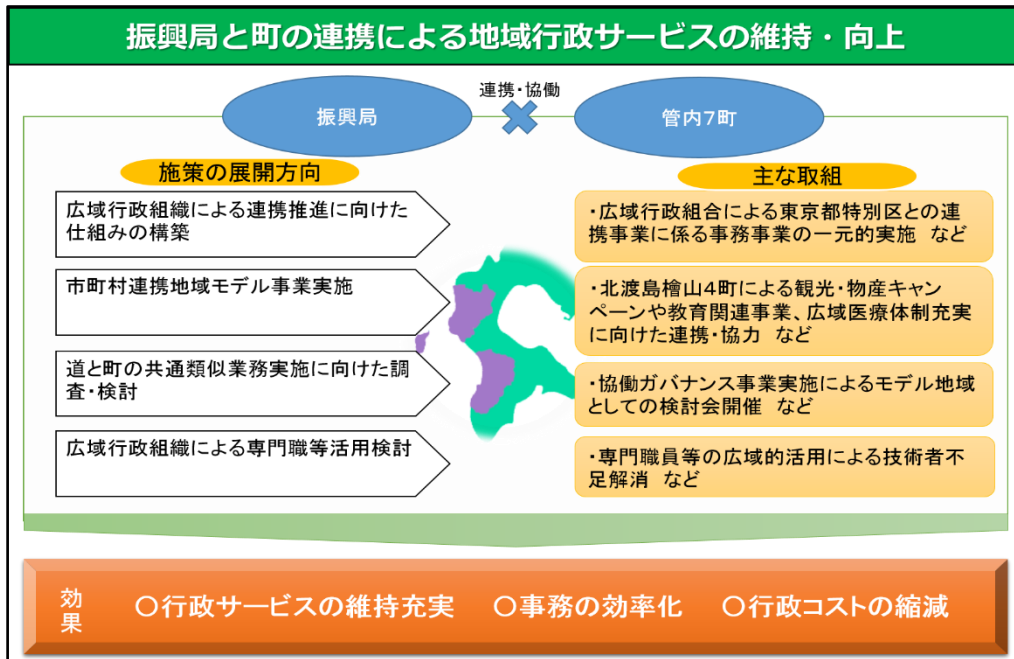 振興局と町の連携による地域行政サービスの維持・向上
連携・協働
振興局
管内7町
施策の展開方向
広域行政組織による連携推進に向けた
仕組みの構築
市町村連携地域モデル事業実施
道と町の共通類似業務実施に向けた調
査・検討
広域行政組織による専門職等活用検討
主な取組
・広域行政組合による東京都特別区との連
携事業に係る事務事業の一元的実施 など
・北渡島檜山4町による観光・物産キャン
ペーンや教育関連事業、広域医療体制充実
に向けた連携・協力 など
・協働ガバナンス事業実施によるモデル地域
としての検討会開催 など
・専門職員等の広域的活用による技術者不
足解消 など
効果
○行政サービスの維持充実 ○事務の効率化 ○行政コストの縮減